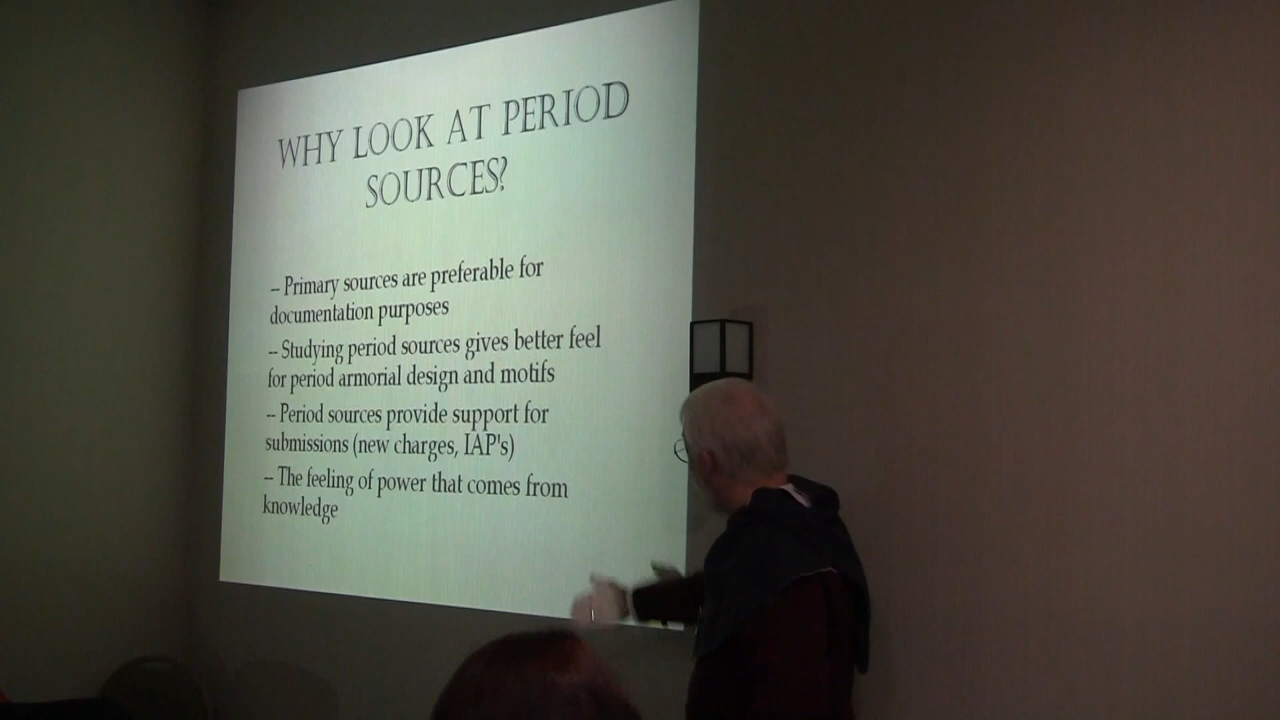 WHY LOOK AT PERIOD
SOURCES?
– Primary sources are preferable for
documentation purposes
– Studying period sources gives better feel
for period armorial design and motifs
– Period sources provide support for
submissions (new charges, IAP's)
– The feeling of power that comes from
knowledge